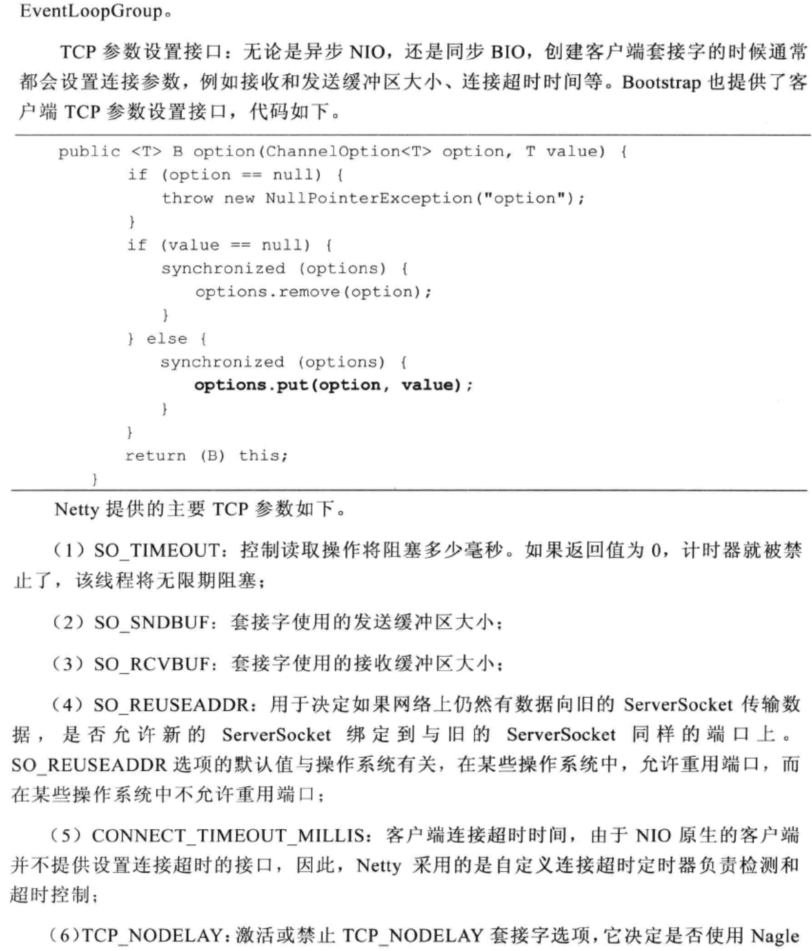 EventLoopGroup。
TCP 参数设置接口：无论是异步 NIO，还是同步 BIO，创建客户端套接字的时候通常
都会设置连接参数，例如接收和发送缓冲区大小、连接超时时间等。Bootstrap 也提供了客
户端 TCP 参数设置接口，代码如下。
public <T> B option(ChannelOption<T> option, T value) {
if (option == null) {
throw new NullPointerException("option");
}
if (value == null) {
synchronized (options) {
options.remove(option);
}
} else {
synchronized (options) {
options.put(option, value);
}
}
return (B) this;
}
Netty 提供的主要 TCP 参数如下。
（1）SO_TIMEOUT：控制读取操作将阻塞多少毫秒。如果返回值为 0，计时器就被禁
止了，该线程将无限期阻塞；
（2）SO_SNDBUF：套接字使用的发送缓冲区大小；
（3）SO_RCVBUF：套接字使用的接收缓冲区大小；
（4）SO_REUSEADDR：用于决定如果网络上仍然有数据向旧的 ServerSocket 传输数
据，是否允许新的 ServerSocket 绑定到与旧的 ServerSocket 同样的端口上。
SO_REUSEADDR 选项的默认值与操作系统有关，在某些操作系统中，允许重用端口，而
在某些操作系统中不允许重用端口；
（5）CONNECT_TIMEOUT_MILLIS：客户端连接超时时间，由于 NIO 原生的客户端
并不提供设置连接超时的接口，因此，Netty 采用的是自定义连接超时定时器负责检测和
超时控制；
（6）TCP_NODELAY：激活或禁止 TCP_NODELAY 套接字选项，它决定是否使用 Nagle